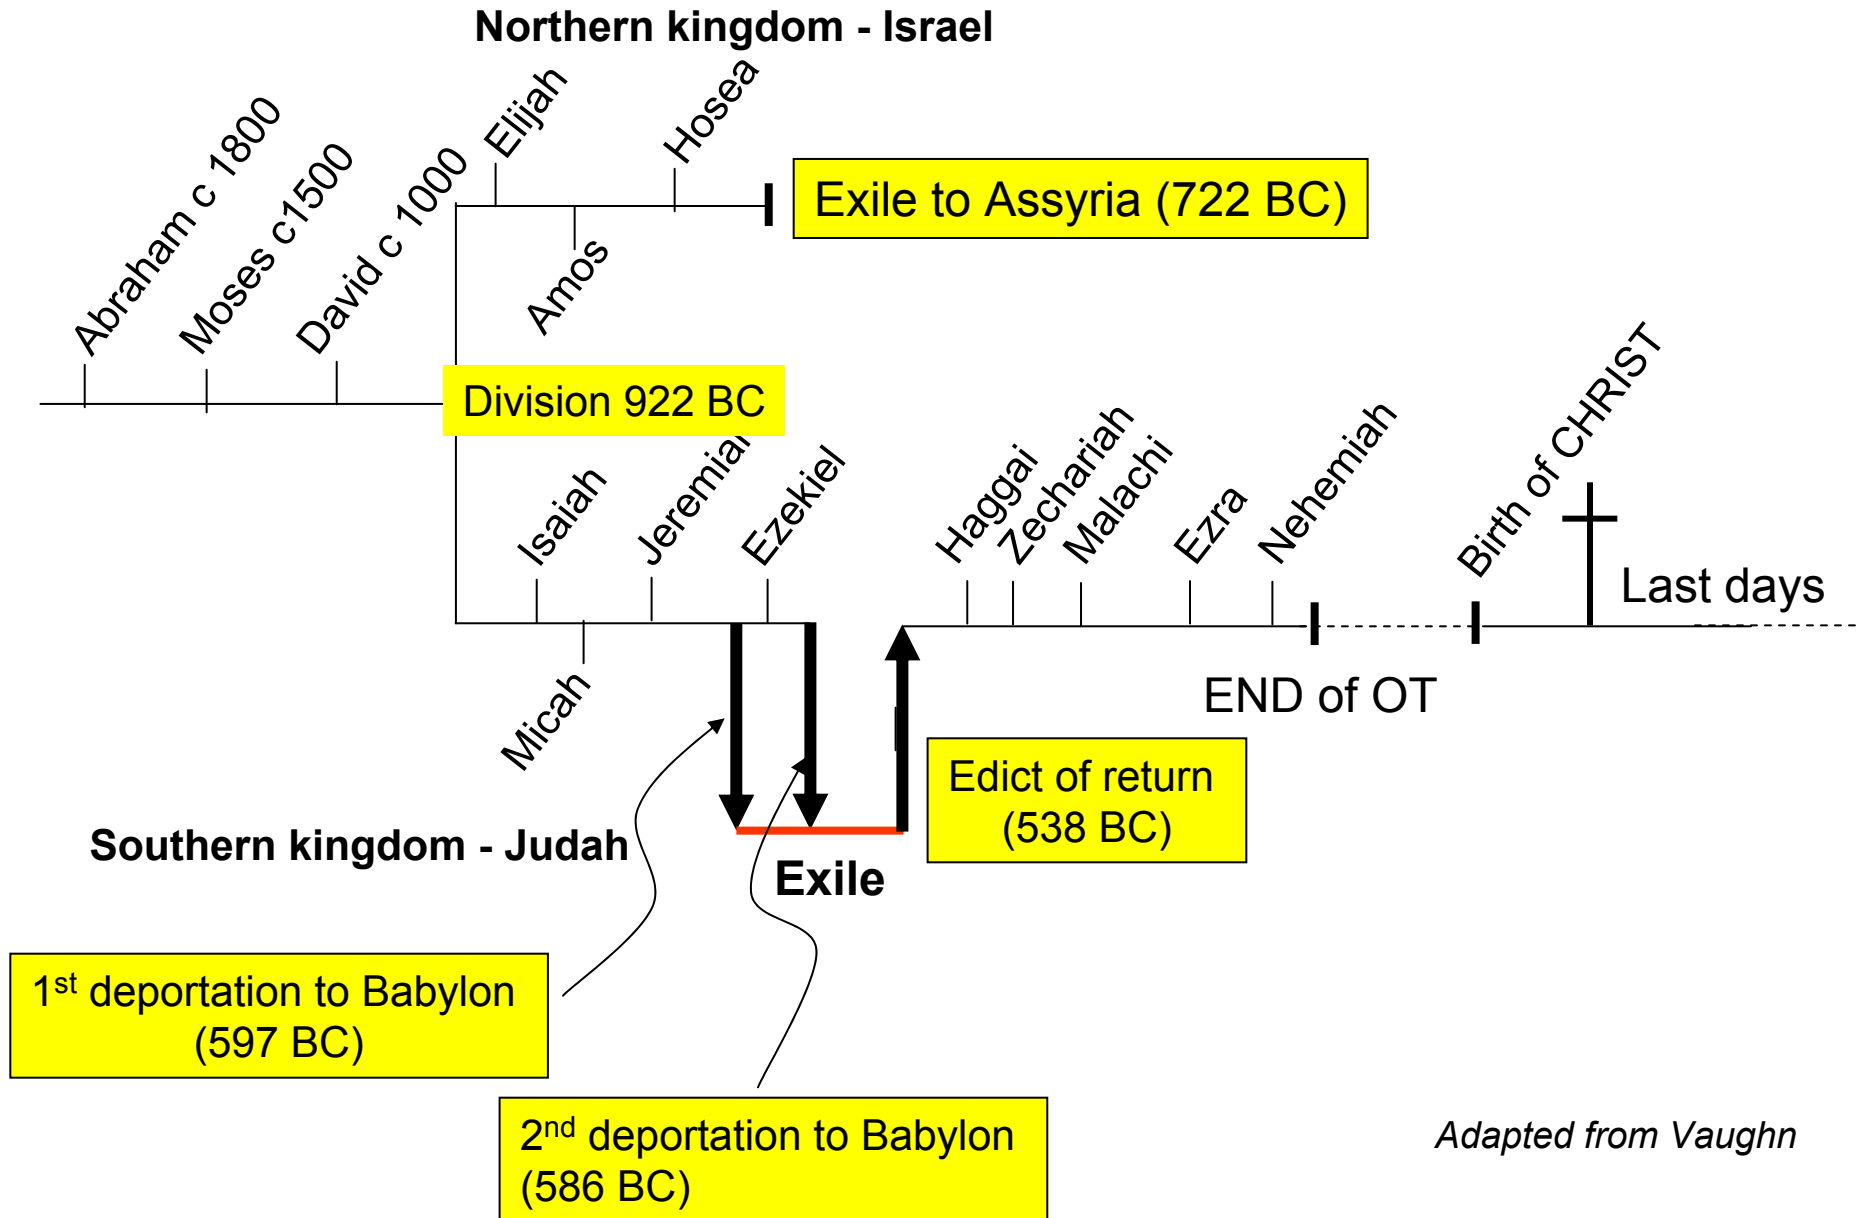 Northern kingdom - Israel
Abraham c 1800
Moses c1500
David c 1000
Elijah
Hosea
Amos
Exile to Assyria (722 BC)
Division 922 BC
Isaiah
Jeremiah
Ezekiel
Micah
Haggai
Zechariah
Malachi
Ezra
Nehemiah
Birth of CHRIST
Last days
END of OT
Edict of return
(538 BC)
Southern kingdom - Judah
Exile
1st deportation to Babylon
(597 BC)
2nd deportation to Babylon
(586 BC)
Adapted from Vaughn